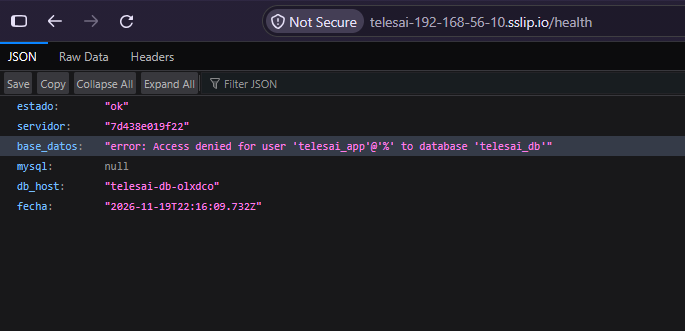 Not Secure telesai-192-168-56-10.sslip.io/health
JSON Raw Data Headers
Save Copy Collapse All Expand All Filter JSON
estado: "ok"
servidor: "7d438e019f22"
base_datos: "error: Access denied for user 'telesai_app'@'%' to database 'telesai_db'"
mysql: null
db_host: "telesai-db-olxdco"
fecha: "2026-11-19T22:16:09.732Z"